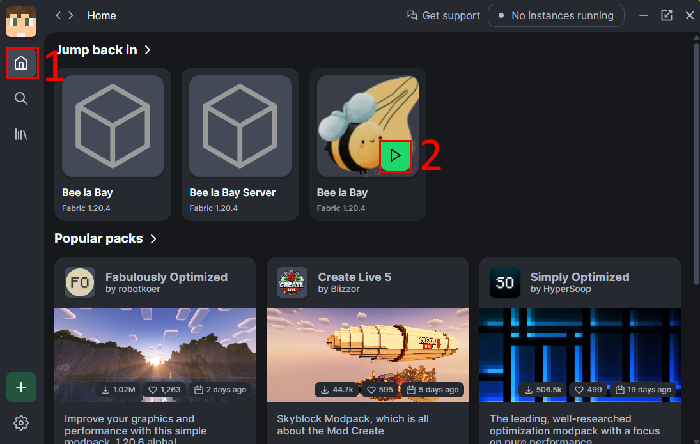 Home
Get support
No instances running
1
Jump back in
2
Bee la Bay
Fabric 1.20.4
Bee la Bay Server
Fabric 1.20.4
Bee la Bay
Fabric 1.20.4
Popular packs
FO
Fabulously Optimized
by robotkoer
1.02M
1,263
2 days ago
Improve your graphics and
performance with this simple
modpack. 1.20.6 alpha!
CREATE
LIVE
Create Live 5
by Blizzor
44.7k
595
5 days ago
Skyblock Modpack, which is all
about the Mod Create
SO
Simply Optimized
by HyperSoop
506.5k
499
19 days ago
The leading, well-researched
optimization modpack with a focus
on pure performance.